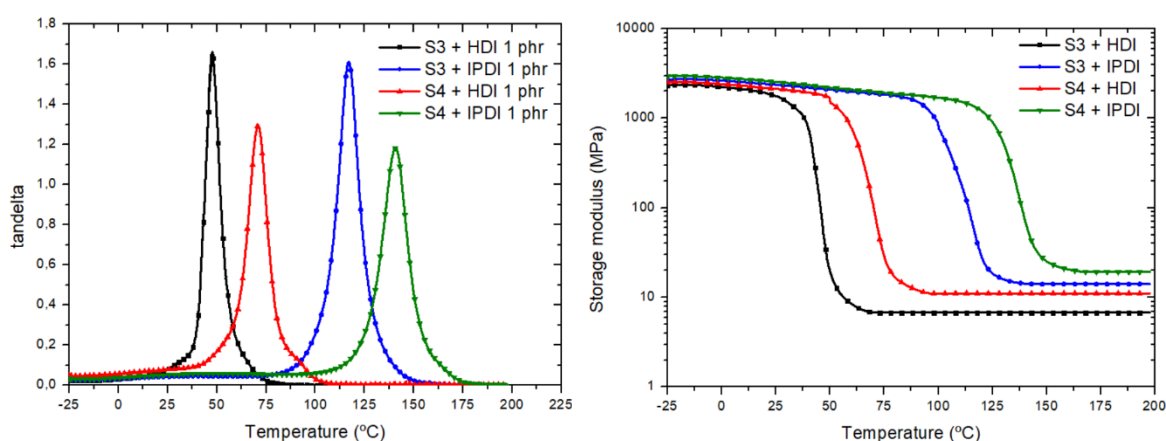 1,8
1,6
1,4
1,2
1,0
0,8
0,6
0,4
0,2
0,0
tandelta
-25 0 25 50 75 100 125 150 175 200 225
Temperature (ºC)
S3 + HDI 1 phr
S3 + IPDI 1 phr
S4 + HDI 1 phr
S4 + IPDI 1 phr
10000
1000
100
10
1
Storage modulus (MPa)
-25 0 25 50 75 100 125 150 175 200
Temperature (ºC)
S3 + HDI
S3 + IPDI
S4 + HDI
S4 + IPDI